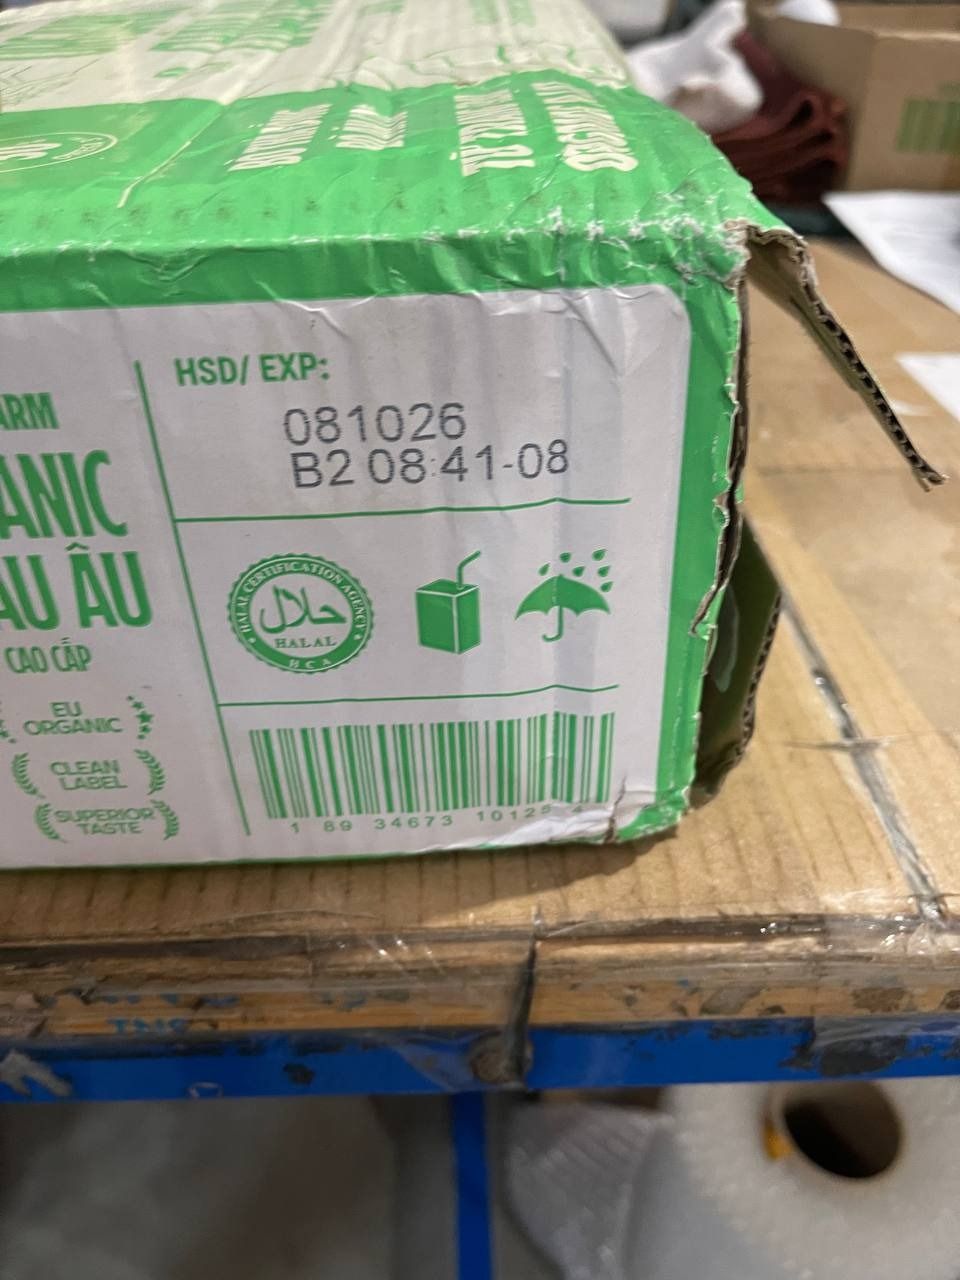 HSD/ EXP:
081026
B2 08:41-08
ARM
ANIC
AU ÂU
CAO CẤP
EU
ORGANIC
CLEAN
LABEL
SUPERIOR
TASTE
HALAL CERTIFICATION AGENCY
حلال
HALAL
HCA
1 89 34673 10125 4